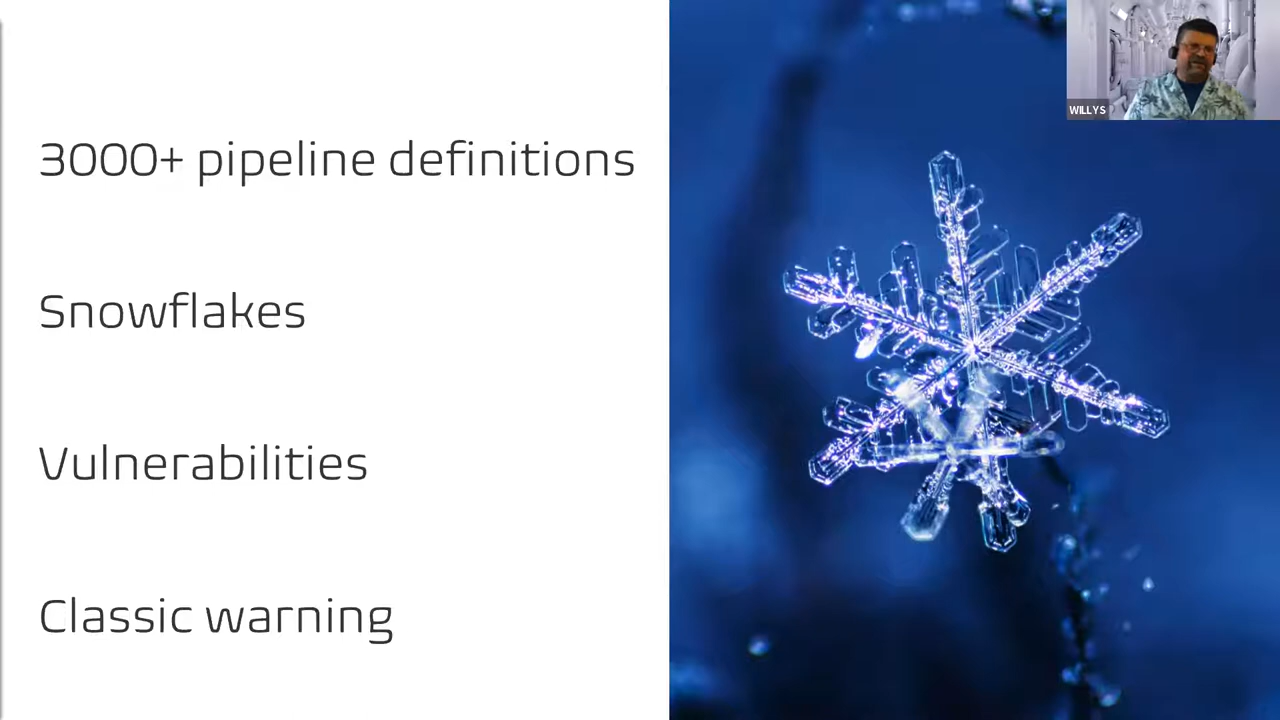 3000+ pipeline definitions
Snowflakes
Vulnerabilities
Classic warning
WILLYS